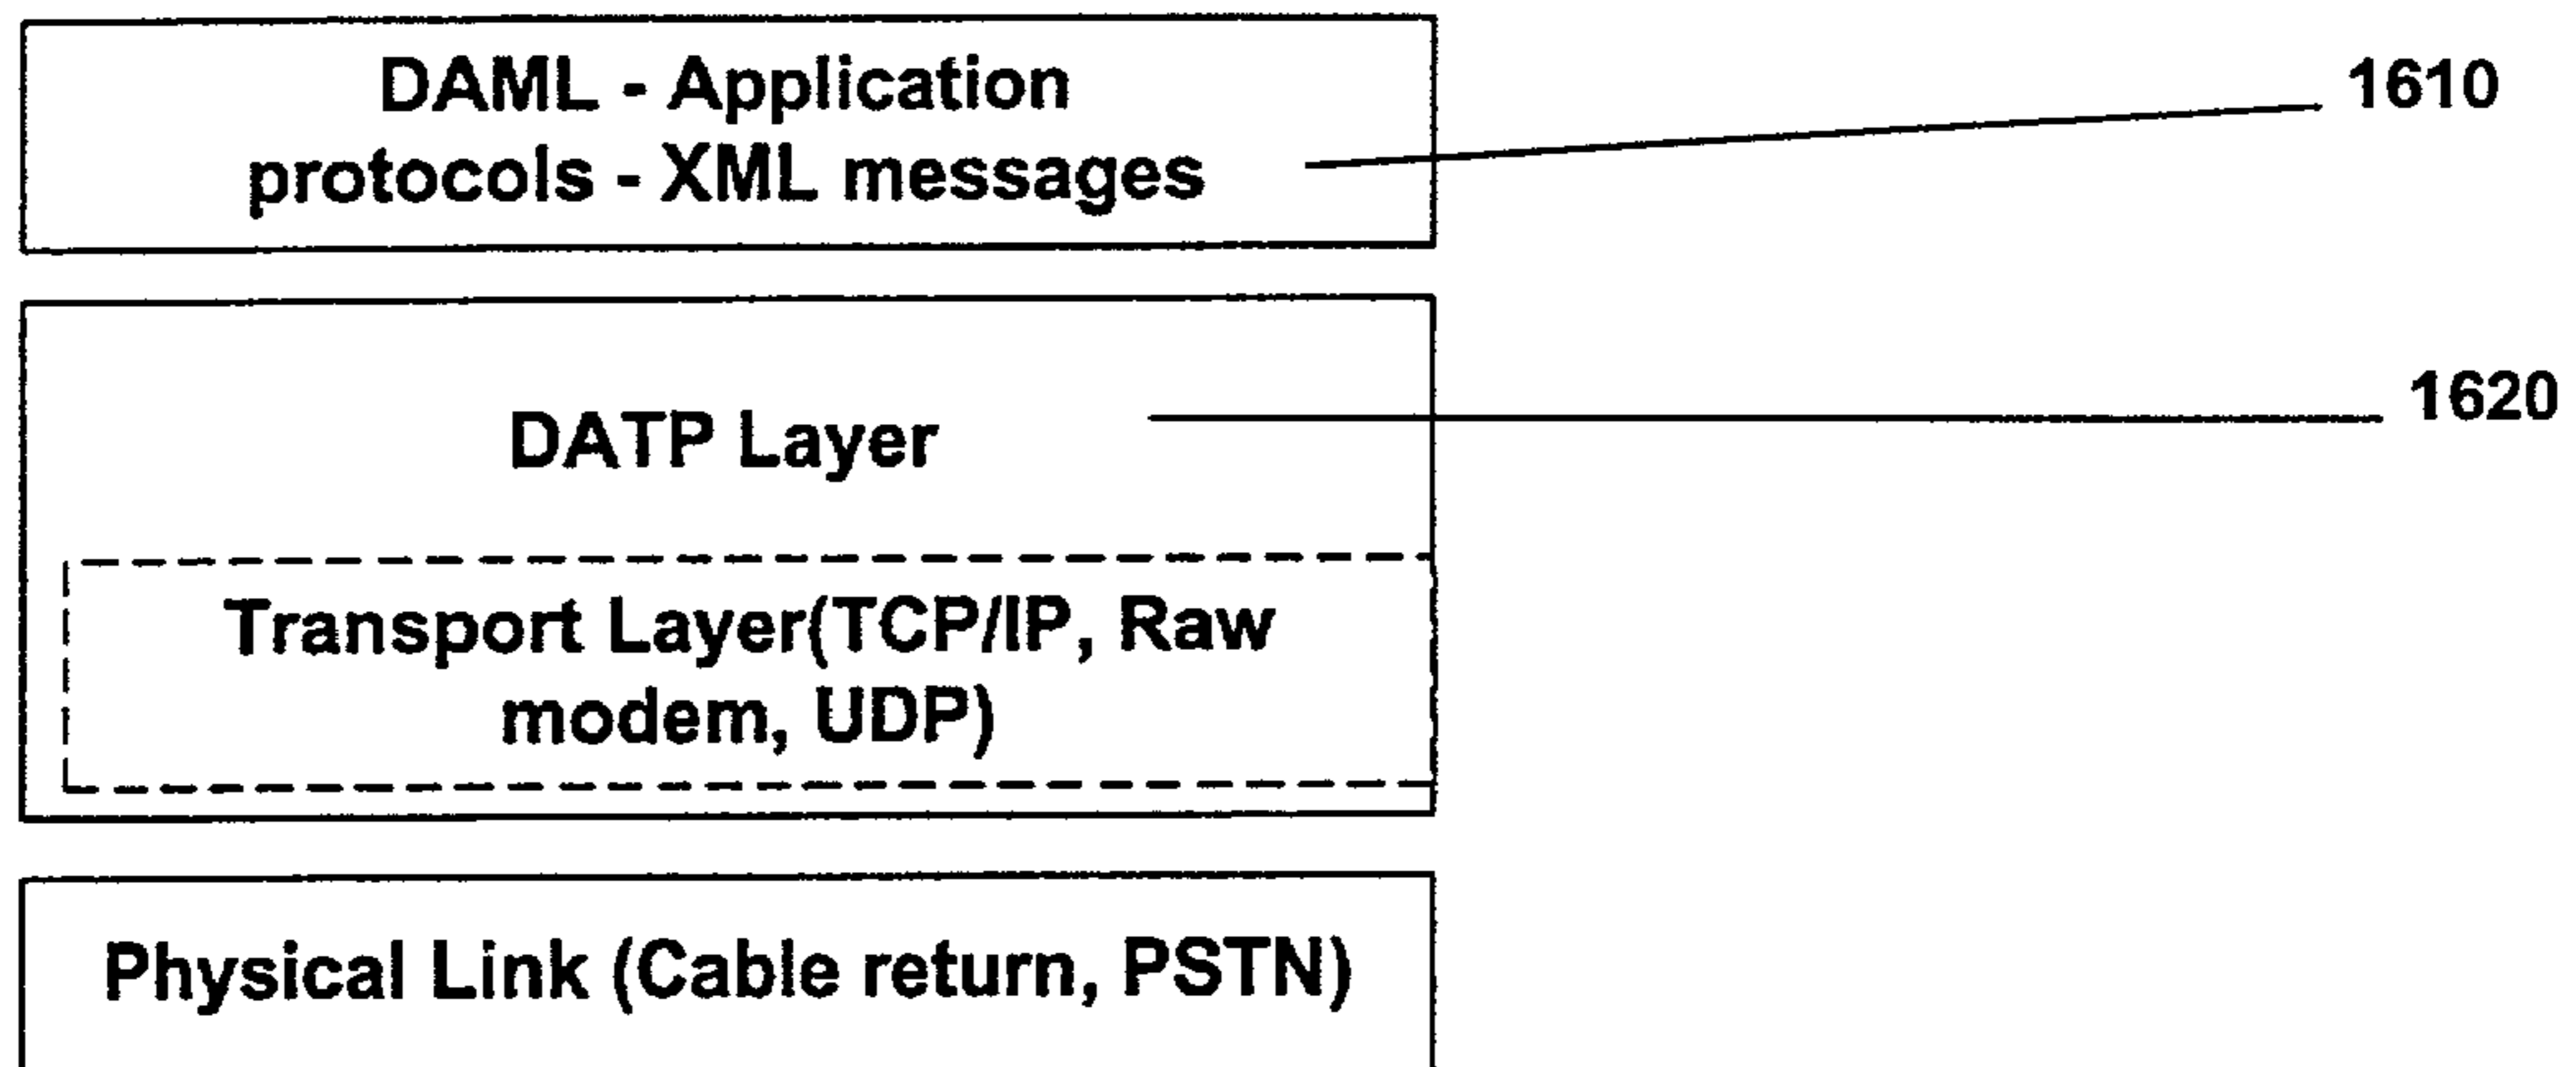 DAML - Application
1610
protocols - XML messages
1620
DATP Layer
Transport Layer(TCP/IP, Raw
modem, UDP)
Physical Link (Cable return, PSTN)